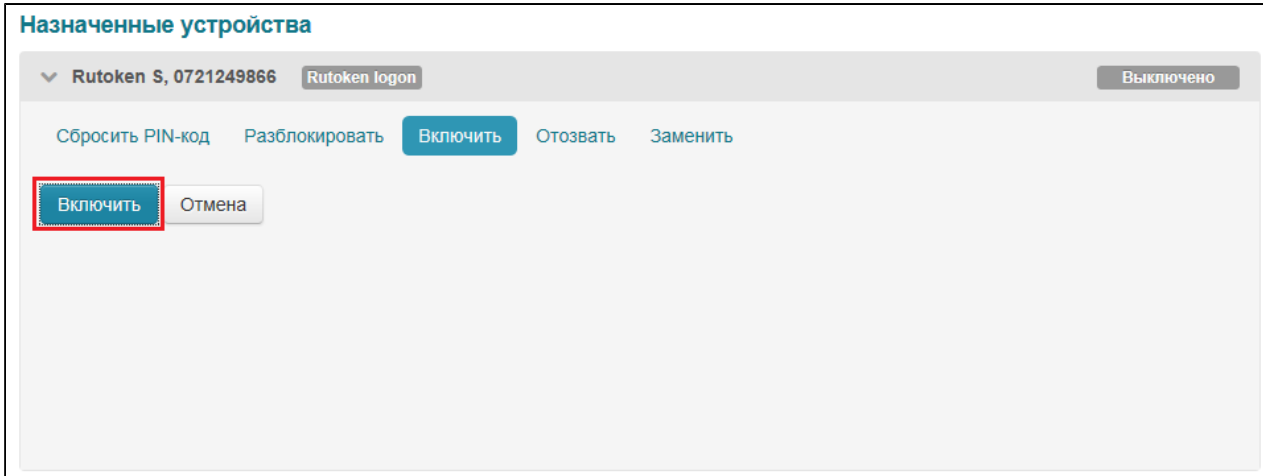 Назначенные устройства
Rutoken S, 0721249866 Rutoken logon Выключено
Сбросить PIN-код Разблокировать Включить Отозвать Заменить
Включить Отмена